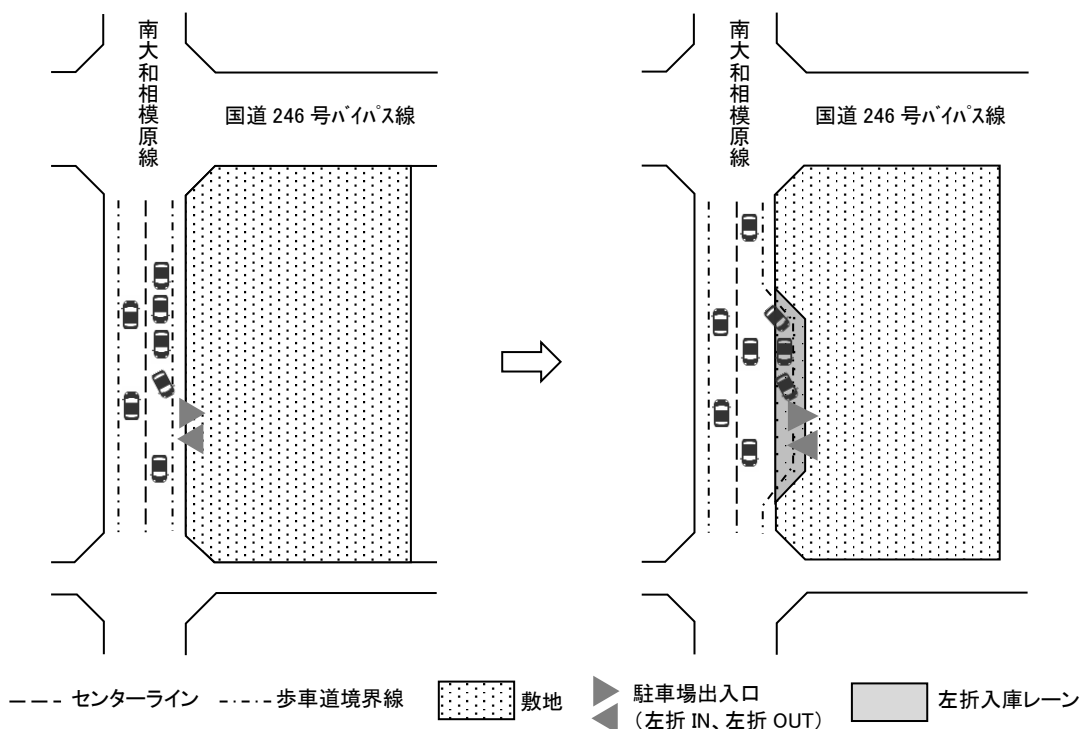 南大和相模原線
国道 246 号バイパス線
南大和相模原線
国道 246 号バイパス線
センターライン
歩車道境界線
敷地
駐車場出入口
（左折 IN、左折 OUT）
左折入庫レーン